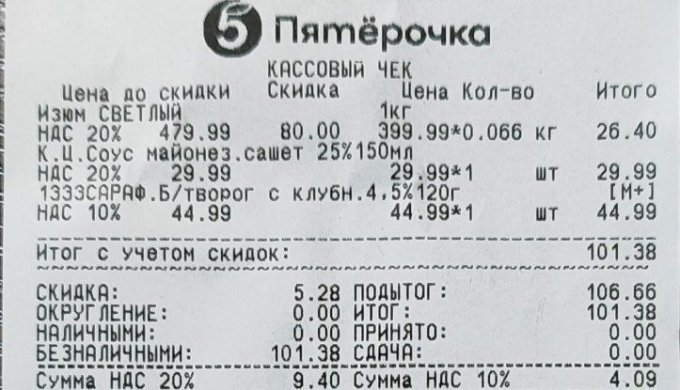 5 Пятёрочка
КАССОВЫЙ ЧЕК
Цена до скидки Скидка Цена Кол-во Итого
Изюм СВЕТЛЫЙ 1кг
НДС 20% 479.99 80.00 399.99*0.066 кг 26.40
К.Ц.Соус майонез.сашет 25%150мл
НДС 20% 29.99 29.99*1 шт 29.99
1ЭЭЭСАРАФ.Б/творог с клубн.4,5%120г [М+]
НДС 10% 44.99 44.99*1 шт 44.99
Итог с учетом скидок: 101.38
СКИДКА: 5.28 ПОДЫТОГ: 106.66
ОКРУГЛЕНИЕ: 0.00 ИТОГ: 101.38
НАЛИЧНЫМИ: 0.00 ПРИНЯТО: 0.00
БЕЗНАЛИЧНЫМИ: 101.38 СДАЧА: 0.00
Сумма НДС 20% 9.40 Сумма НДС 10% 4.09